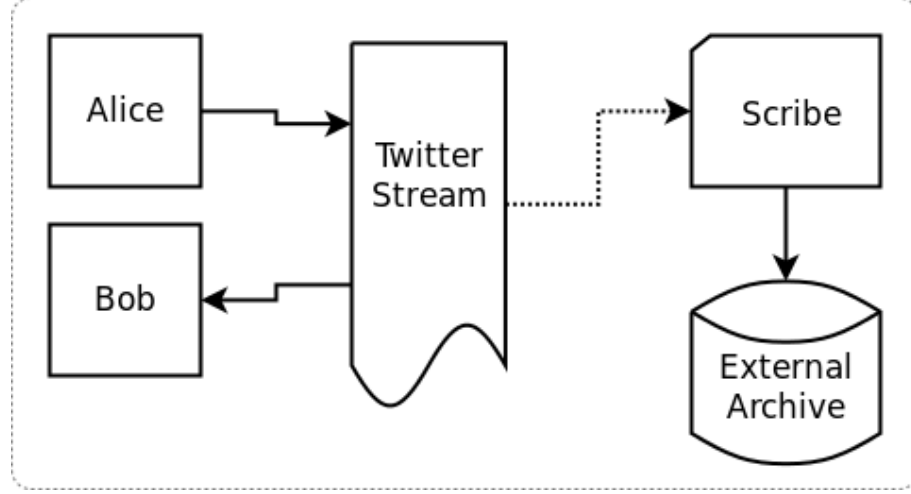 Alice
Twitter
Stream
Scribe
Bob
External
Archive